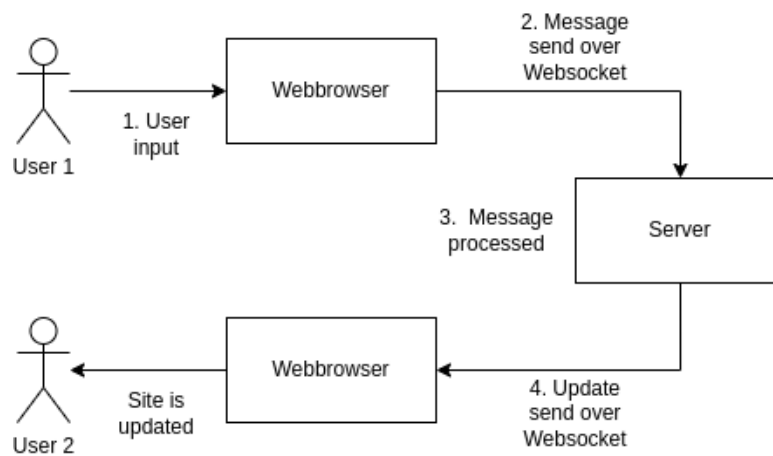 2. Message
send over
Websocket
Webbrowser
1. User
input
User 1
3. Message
processed
Server
Webbrowser
Site is
updated
4. Update
send over
Websocket
User 2